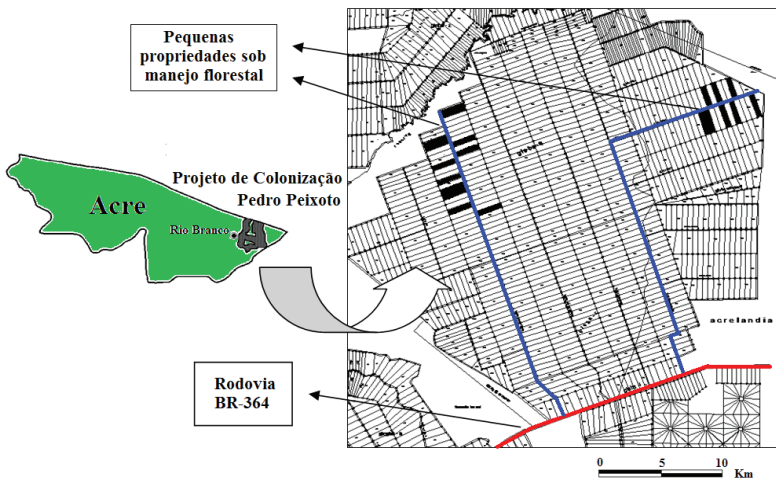 Pequenas
propriedades sob
manejo florestal
Projeto de Colonização
Pedro Peixoto
Acre
Rio Branco
acrelandia
Rodovia
BR-364
0 5 10
Km